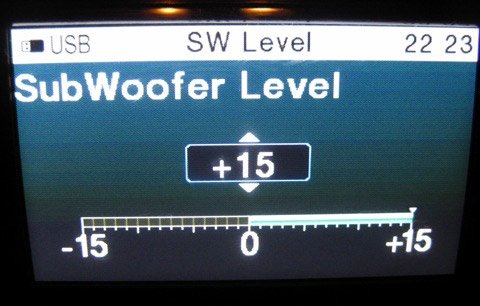 USB SW Level 22 23
SubWoofer Level
+15
-15 0 +15